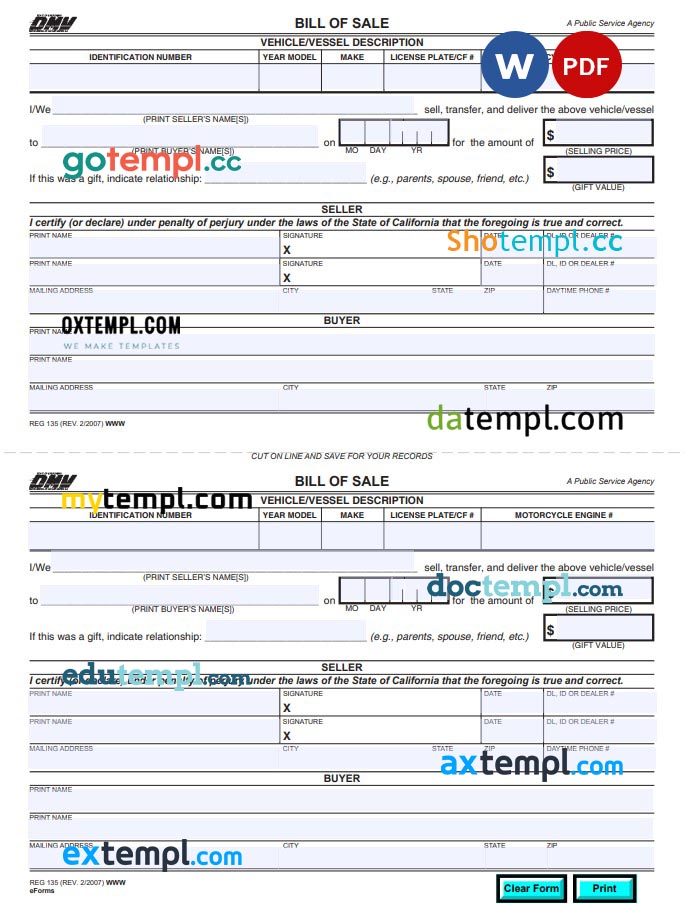 DMV BILL OF SALE A Public Service Agency
VEHICLE/VESSEL DESCRIPTION
IDENTIFICATION NUMBER YEAR MODEL MAKE LICENSE PLATE/CF #
W PDF
I/We sell, transfer, and deliver the above vehicle/vessel
(PRINT SELLER'S NAME[S])
to on for the amount of $
(PRINT BUYER'S NAME[S]) MO DAY YR (SELLING PRICE)
gotempl.cc
If this was a gift, indicate relationship: (e.g., parents, spouse, friend, etc.) $
(GIFT VALUE)
SELLER
I certify (or declare) under penalty of perjury under the laws of the State of California that the foregoing is true and correct.
PRINT NAME SIGNATURE DATE DL, ID OR DEALER #
X
Shotempl.cc
PRINT NAME SIGNATURE DATE DL, ID OR DEALER #
X
MAILING ADDRESS CITY STATE ZIP DAYTIME PHONE #
BUYER
OXTEMPL.COM
PRINT NAME
WE MAKE TEMPLATES
PRINT NAME
MAILING ADDRESS CITY STATE ZIP
datempl.com
REG 135 (REV. 2/2007) WWW
CUT ON LINE AND SAVE FOR YOUR RECORDS
DMV BILL OF SALE A Public Service Agency
mytempl.com
VEHICLE/VESSEL DESCRIPTION
IDENTIFICATION NUMBER YEAR MODEL MAKE LICENSE PLATE/CF # MOTORCYCLE ENGINE #
I/We sell, transfer, and deliver the above vehicle/vessel
(PRINT SELLER'S NAME[S])
dpctempl.com
to on for the amount of $
(PRINT BUYER'S NAME[S]) MO DAY YR (SELLING PRICE)
If this was a gift, indicate relationship: (e.g., parents, spouse, friend, etc.) $
(GIFT VALUE)
SELLER
edutempl.com
I certify (or declare) under penalty of perjury under the laws of the State of California that the foregoing is true and correct.
PRINT NAME SIGNATURE DATE DL, ID OR DEALER #
X
PRINT NAME SIGNATURE DATE DL, ID OR DEALER #
X
MAILING ADDRESS CITY STATE ZIP DAYTIME PHONE #
axtempl.com
BUYER
PRINT NAME
PRINT NAME
MAILING ADDRESS CITY STATE ZIP
extempl.com
REG 135 (REV. 2/2007) WWW
eForms
Clear Form Print